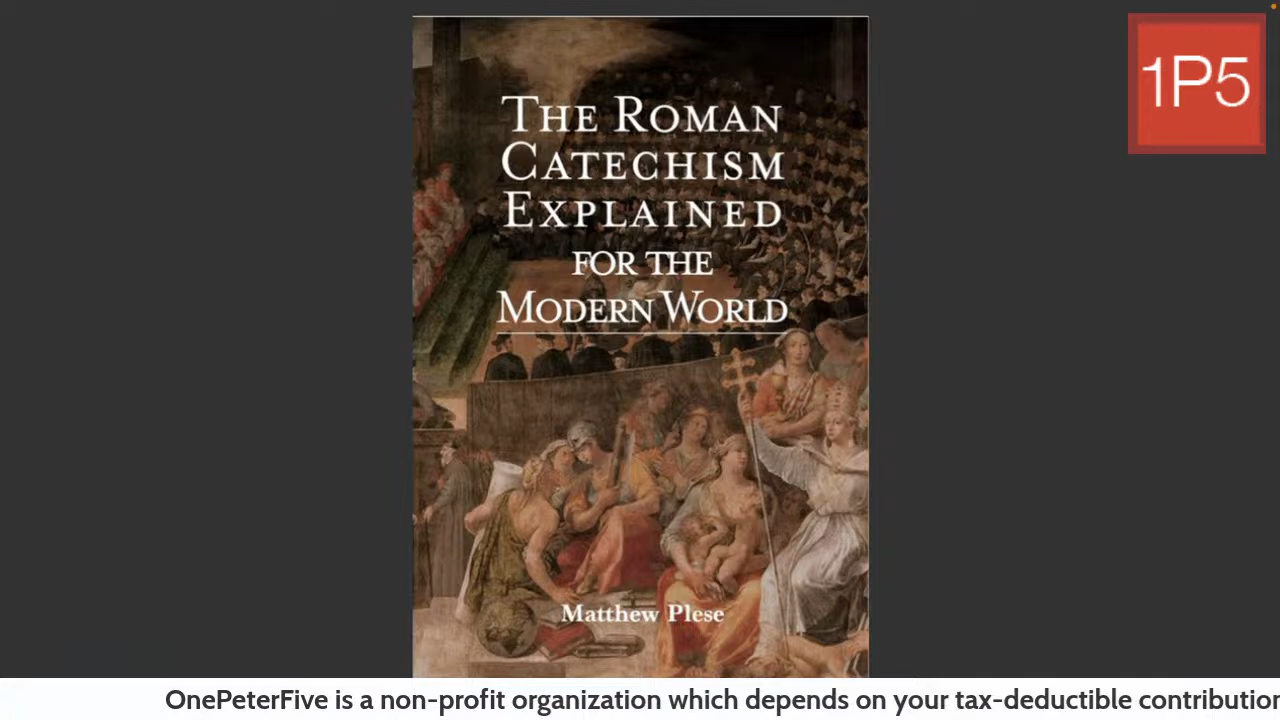 1P5
THE ROMAN
CATECHISM
EXPLAINED
FOR THE
MODERN WORLD
Matthew Plese
OnePeterFive is a non-profit organization which depends on your tax-deductible contribution